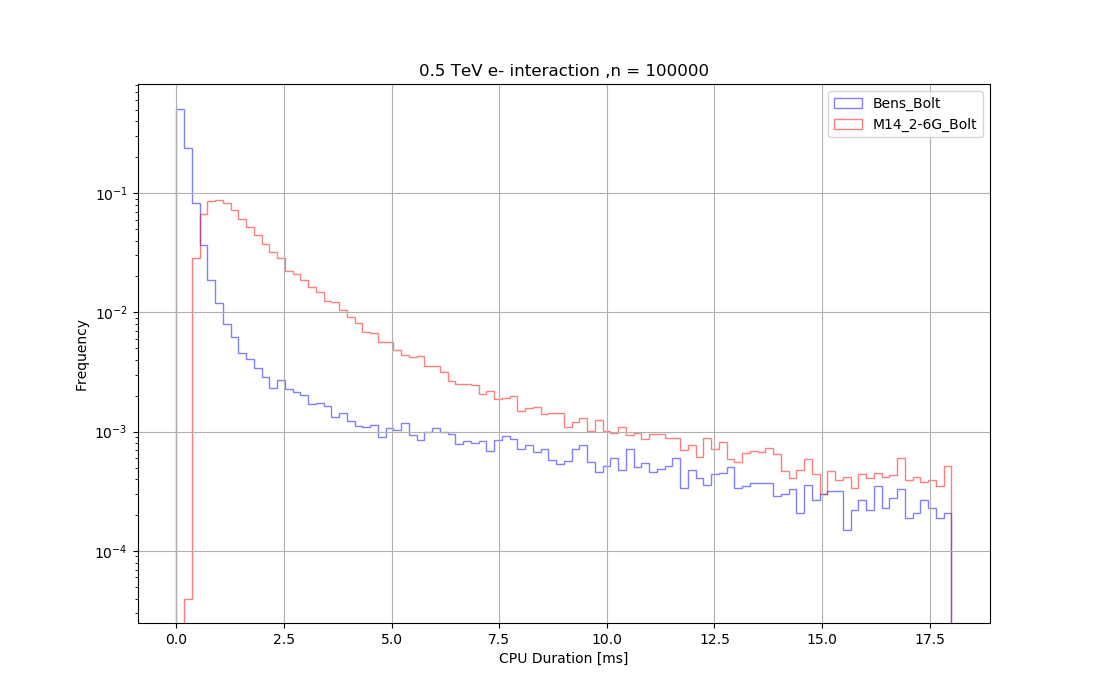 0.5 TeV e- interaction ,n = 100000
Bens_Bolt
M14_2-6G_Bolt
10⁻¹
10⁻²
10⁻³
10⁻⁴
Frequency
0.0 2.5 5.0 7.5 10.0 12.5 15.0 17.5
CPU Duration [ms]